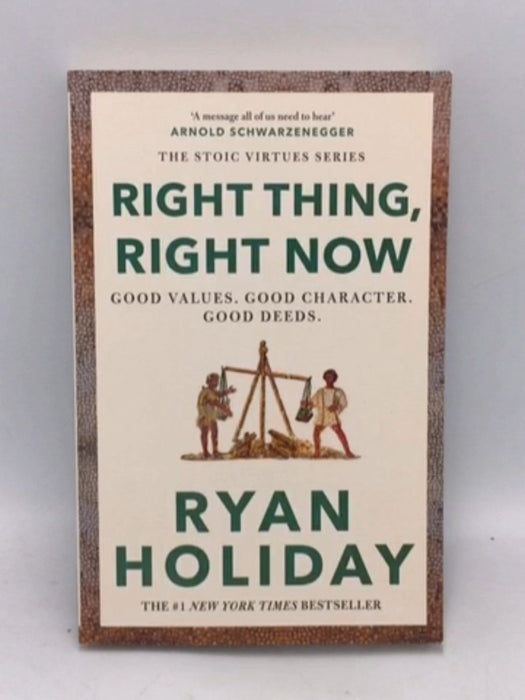 'A message all of us need to hear'
ARNOLD SCHWARZENEGGER
THE STOIC VIRTUES SERIES
RIGHT THING,
RIGHT NOW
GOOD VALUES. GOOD CHARACTER.
GOOD DEEDS.
RYAN
HOLIDAY
THE #1 NEW YORK TIMES BESTSELLER